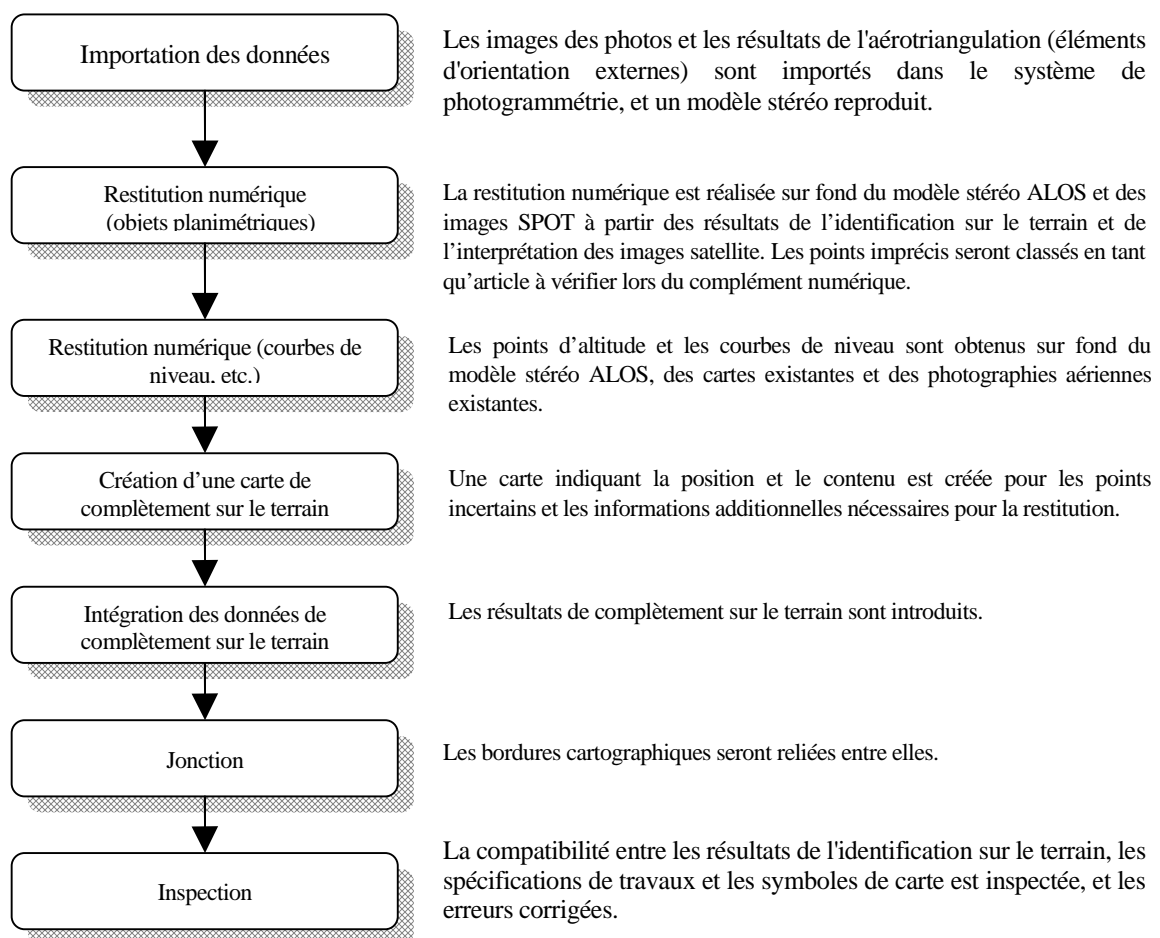 Importation des données
Les images des photos et les résultats de l'aérotriangulation (éléments
d'orientation externes) sont importés dans le système de
photogrammétrie, et un modèle stéréo reproduit.
Restitution numérique
(objets planimétriques)
La restitution numérique est réalisée sur fond du modèle stéréo ALOS et des
images SPOT à partir des résultats de l’identification sur le terrain et de
l’interprétation des images satellite. Les points imprécis seront classés en tant
qu’article à vérifier lors du complément numérique.
Restitution numérique (courbes de
niveau, etc.)
Les points d’altitude et les courbes de niveau sont obtenus sur fond du
modèle stéréo ALOS, des cartes existantes et des photographies aériennes
existantes.
Création d’une carte de
complètement sur le terrain
Une carte indiquant la position et le contenu est créée pour les points
incertains et les informations additionnelles nécessaires pour la restitution.
Intégration des données de
complètement sur le terrain
Les résultats de complètement sur le terrain sont introduits.
Jonction
Les bordures cartographiques seront reliées entre elles.
Inspection
La compatibilité entre les résultats de l'identification sur le terrain, les
spécifications de travaux et les symboles de carte est inspectée, et les
erreurs corrigées.